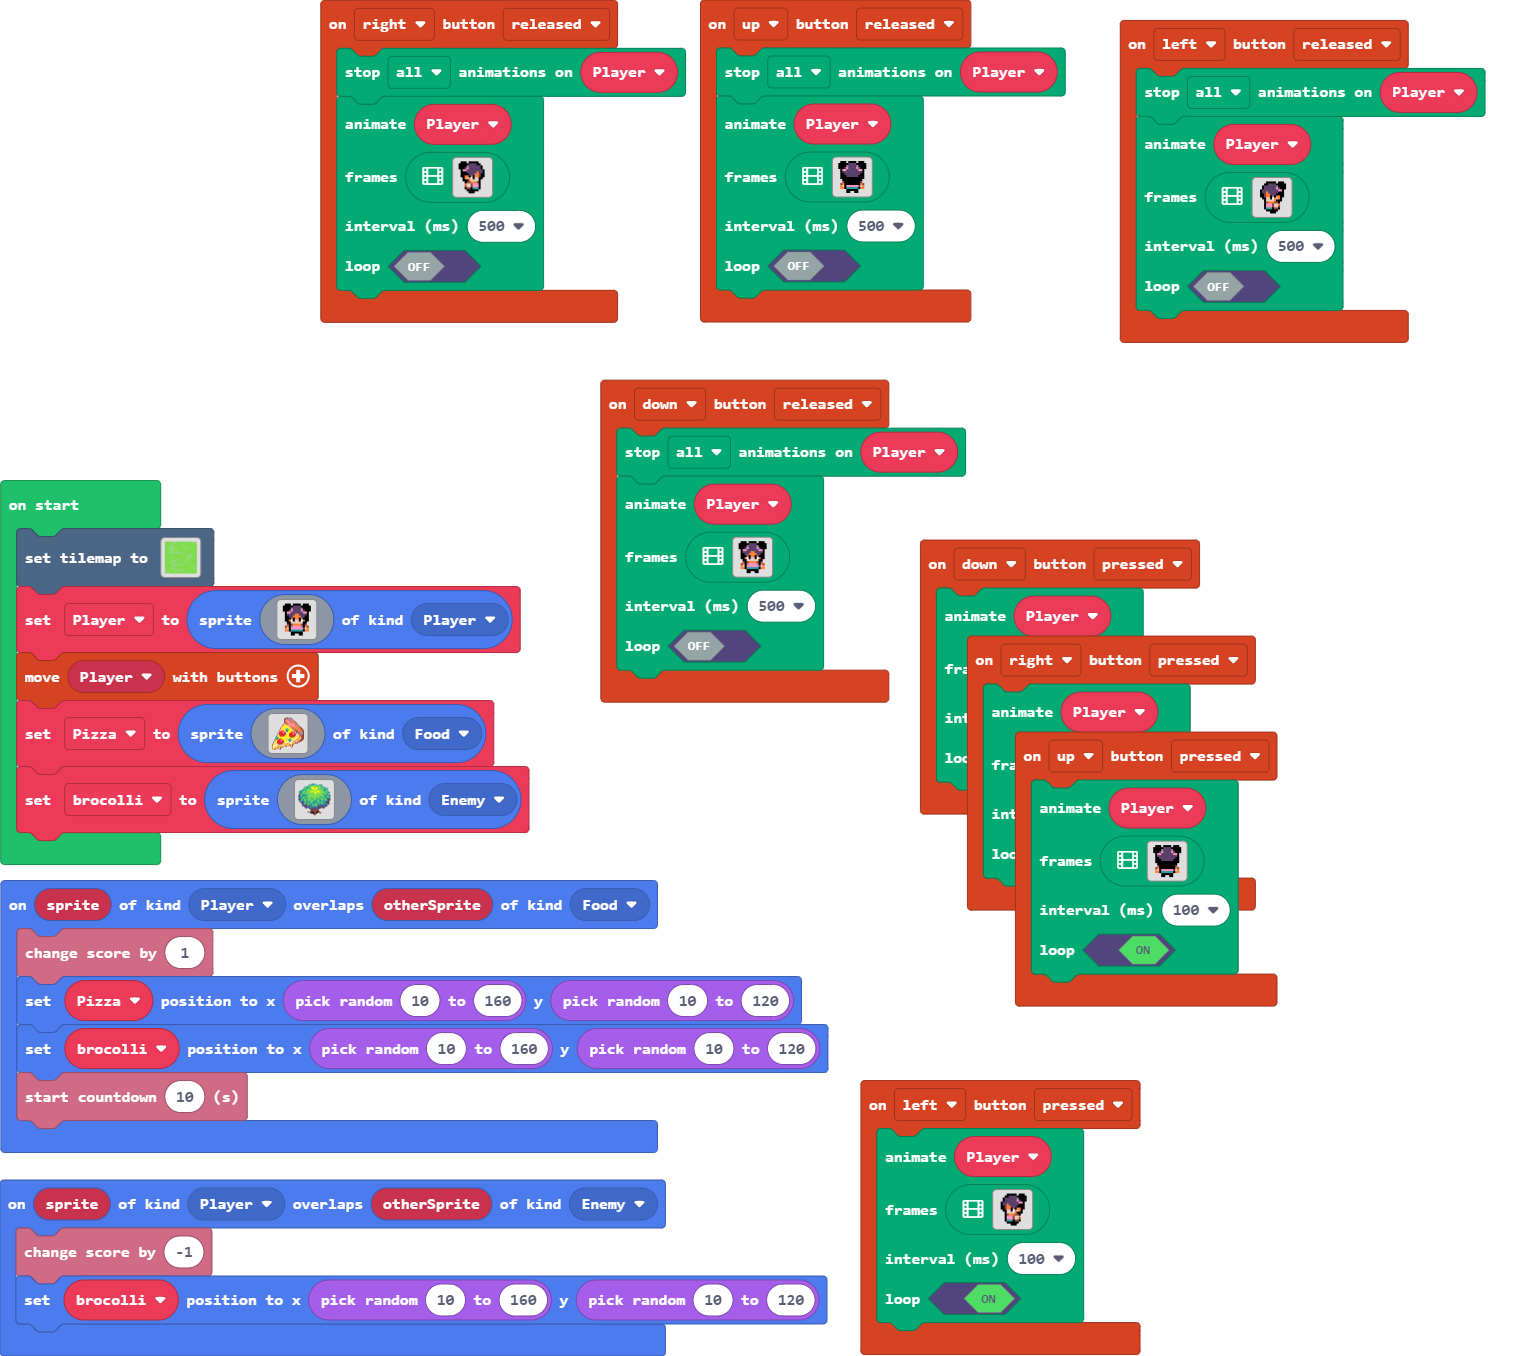 on right button released
stop all animations on Player
animate Player
frames
interval (ms) 500
loop OFF
on up button released
stop all animations on Player
animate Player
frames
interval (ms) 500
loop OFF
on left button released
stop all animations on Player
animate Player
frames
interval (ms) 500
loop OFF
on down button released
stop all animations on Player
animate Player
frames
interval (ms) 500
loop OFF
on start
set tilemap to
set Player to sprite of kind Player
move Player with buttons
set Pizza to sprite of kind Food
set brocolli to sprite of kind Enemy
on down button pressed
animate Player
on right button pressed
animate Player
on up button pressed
animate Player
frames
interval (ms) 100
loop ON
on sprite of kind Player overlaps otherSprite of kind Food
change score by 1
set Pizza position to x pick random 10 to 160 y pick random 10 to 120
set brocolli position to x pick random 10 to 160 y pick random 10 to 120
start countdown 10 (s)
on left button pressed
animate Player
frames
interval (ms) 100
loop ON
on sprite of kind Player overlaps otherSprite of kind Enemy
change score by -1
set brocolli position to x pick random 10 to 160 y pick random 10 to 120